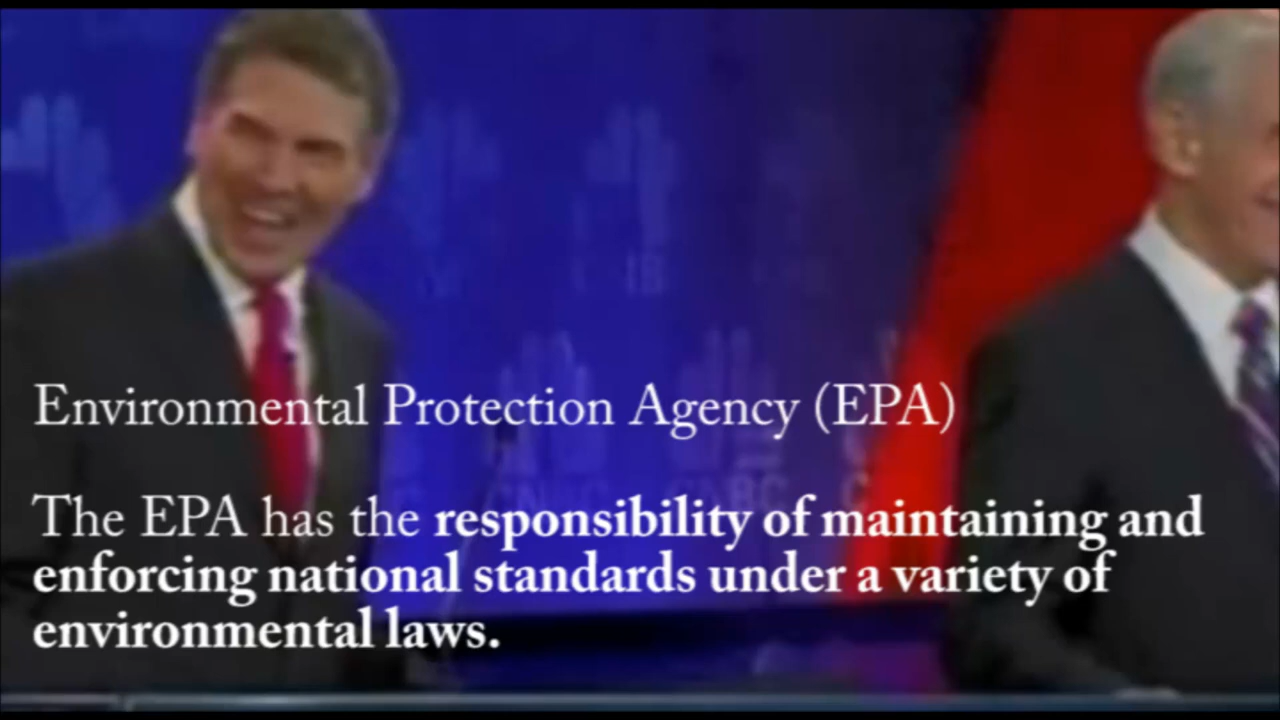 Environmental Protection Agency (EPA)
The EPA has the responsibility of maintaining and
enforcing national standards under a variety of
environmental laws.
CNBC